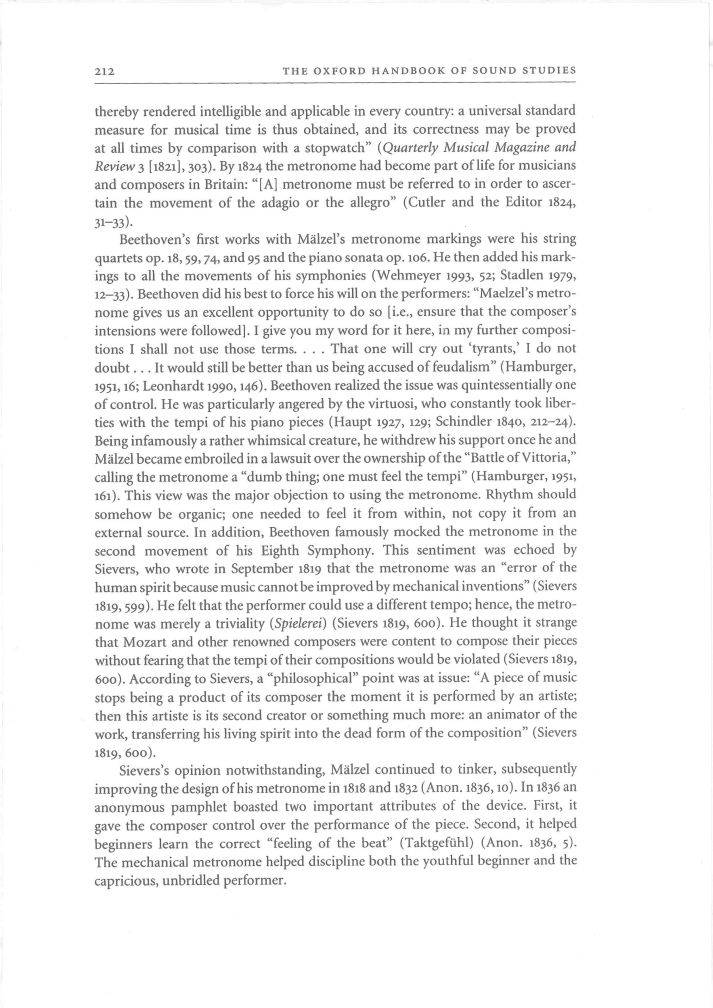 212
THE OXFORD HANDBOOK OF SOUND STUDIES
thereby rendered intelligible and applicable in every country: a universal standard
measure for musical time is thus obtained, and its correctness may be proved
at all times by comparison with a stopwatch” (Quarterly Musical Magazine and
Review 3 [1821], 303). By 1824 the metronome had become part of life for musicians
and composers in Britain: “[A] metronome must be referred to in order to ascer-
tain the movement of the adagio or the allegro” (Cutler and the Editor 1824,
31–33).
Beethoven’s first works with Mälzel’s metronome markings were his string
quartets op. 18, 59, 74, and 95 and the piano sonata op. 106. He then added his mark-
ings to all the movements of his symphonies (Wehmeyer 1993, 52; Stadlen 1979,
12–33). Beethoven did his best to force his will on the performers: “Maelzel’s metro-
nome gives us an excellent opportunity to do so [i.e., ensure that the composer’s
intensions were followed]. I give you my word for it here, in my further composi-
tions I shall not use those terms. . . . That one will cry out ‘tyrants,’ I do not
doubt . . . It would still be better than us being accused of feudalism” (Hamburger,
1951, 16; Leonhardt 1990, 146). Beethoven realized the issue was quintessentially one
of control. He was particularly angered by the virtuosi, who constantly took liber-
ties with the tempi of his piano pieces (Haupt 1927, 129; Schindler 1840, 212–24).
Being infamously a rather whimsical creature, he withdrew his support once he and
Mälzel became embroiled in a lawsuit over the ownership of the “Battle of Vittoria,”
calling the metronome a “dumb thing; one must feel the tempi” (Hamburger, 1951,
161). This view was the major objection to using the metronome. Rhythm should
somehow be organic; one needed to feel it from within, not copy it from an
external source. In addition, Beethoven famously mocked the metronome in the
second movement of his Eighth Symphony. This sentiment was echoed by
Sievers, who wrote in September 1819 that the metronome was an “error of the
human spirit because music cannot be improved by mechanical inventions” (Sievers
1819, 599). He felt that the performer could use a different tempo; hence, the metro-
nome was merely a triviality (Spielerei) (Sievers 1819, 600). He thought it strange
that Mozart and other renowned composers were content to compose their pieces
without fearing that the tempi of their compositions would be violated (Sievers 1819,
600). According to Sievers, a “philosophical” point was at issue: “A piece of music
stops being a product of its composer the moment it is performed by an artiste;
then this artiste is its second creator or something much more: an animator of the
work, transferring his living spirit into the dead form of the composition” (Sievers
1819, 600).
Sievers’s opinion notwithstanding, Mälzel continued to tinker, subsequently
improving the design of his metronome in 1818 and 1832 (Anon. 1836, 10). In 1836 an
anonymous pamphlet boasted two important attributes of the device. First, it
gave the composer control over the performance of the piece. Second, it helped
beginners learn the correct “feeling of the beat” (Taktgefühl) (Anon. 1836, 5).
The mechanical metronome helped discipline both the youthful beginner and the
capricious, unbridled performer.